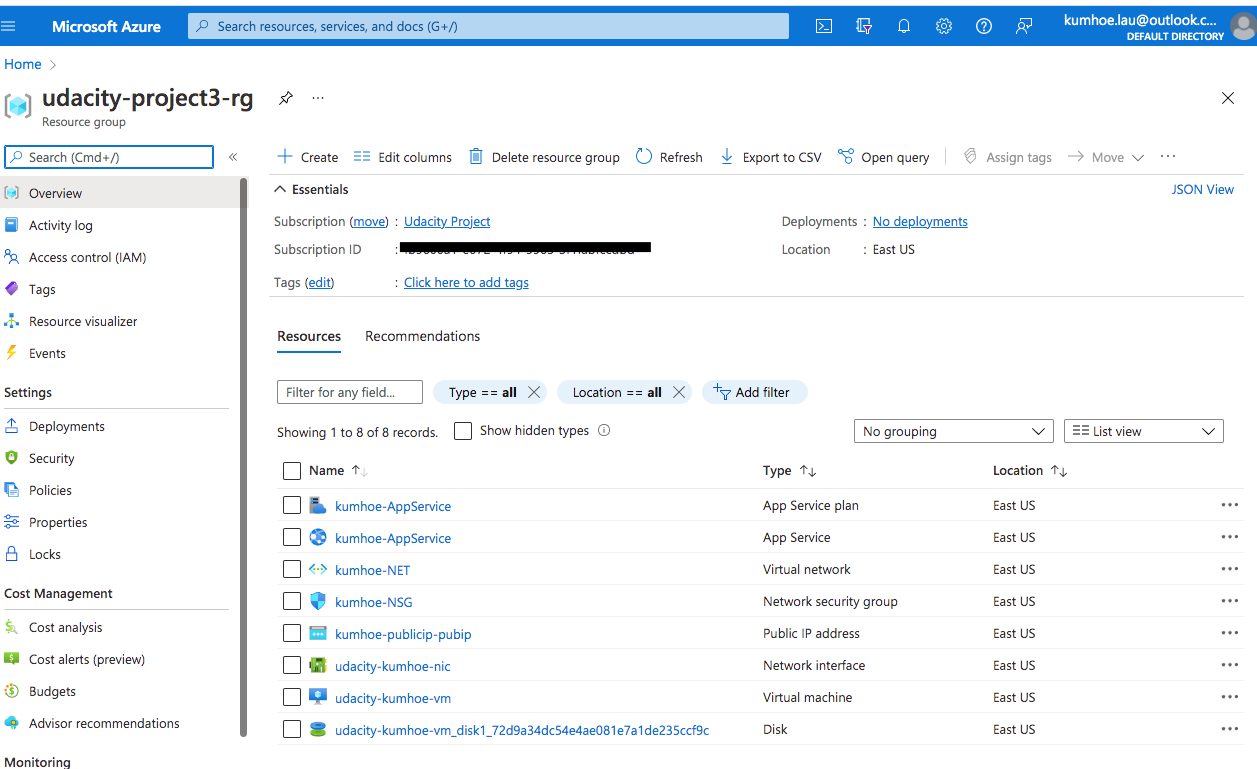 Microsoft Azure
Search resources, services, and docs (G+/)
kumhoe.lau@outlook.c...
DEFAULT DIRECTORY
Home
udacity-project3-rg
Resource group
Search (Cmd+/)
Create Edit columns Delete resource group Refresh Export to CSV Open query Assign tags Move
Overview
Activity log
Access control (IAM)
Tags
Resource visualizer
Events
Settings
Deployments
Security
Policies
Properties
Locks
Cost Management
Cost analysis
Cost alerts (preview)
Budgets
Advisor recommendations
Monitoring
Essentials
JSON View
Subscription (move) : Udacity Project
Deployments : No deployments
Subscription ID :
Location : East US
Tags (edit) : Click here to add tags
Resources Recommendations
Filter for any field... Type == all Location == all Add filter
Showing 1 to 8 of 8 records. Show hidden types
No grouping List view
Name Type Location
kumhoe-AppService App Service plan East US
kumhoe-AppService App Service East US
kumhoe-NET Virtual network East US
kumhoe-NSG Network security group East US
kumhoe-publicip-pubip Public IP address East US
udacity-kumhoe-nic Network interface East US
udacity-kumhoe-vm Virtual machine East US
udacity-kumhoe-vm_disk1_72d9a34dc54e4ae081e7a1de235ccf9c Disk East US